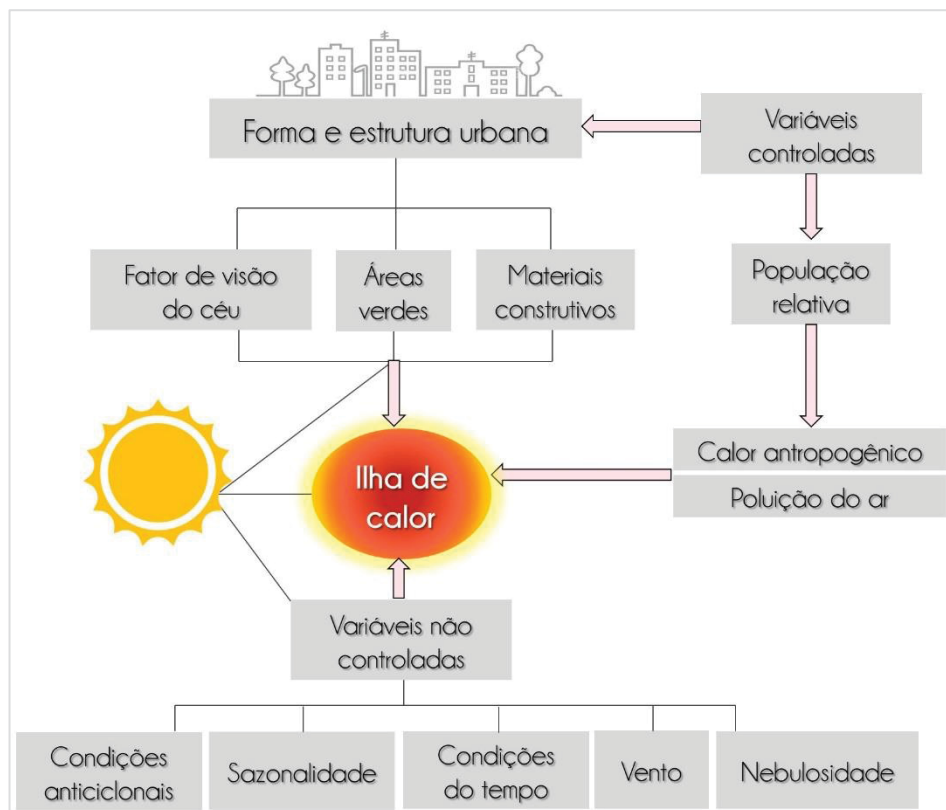 Forma e estrutura urbana
Variáveis
controladas
Fator de visão
do céu
Áreas
verdes
Materiais
construtivos
População
relativa
Ilha de
calor
Calor antropogênico
Poluição do ar
Variáveis não
controladas
Condições
anticiclonais
Sazonalidade
Condições
do tempo
Vento
Nebulosidade